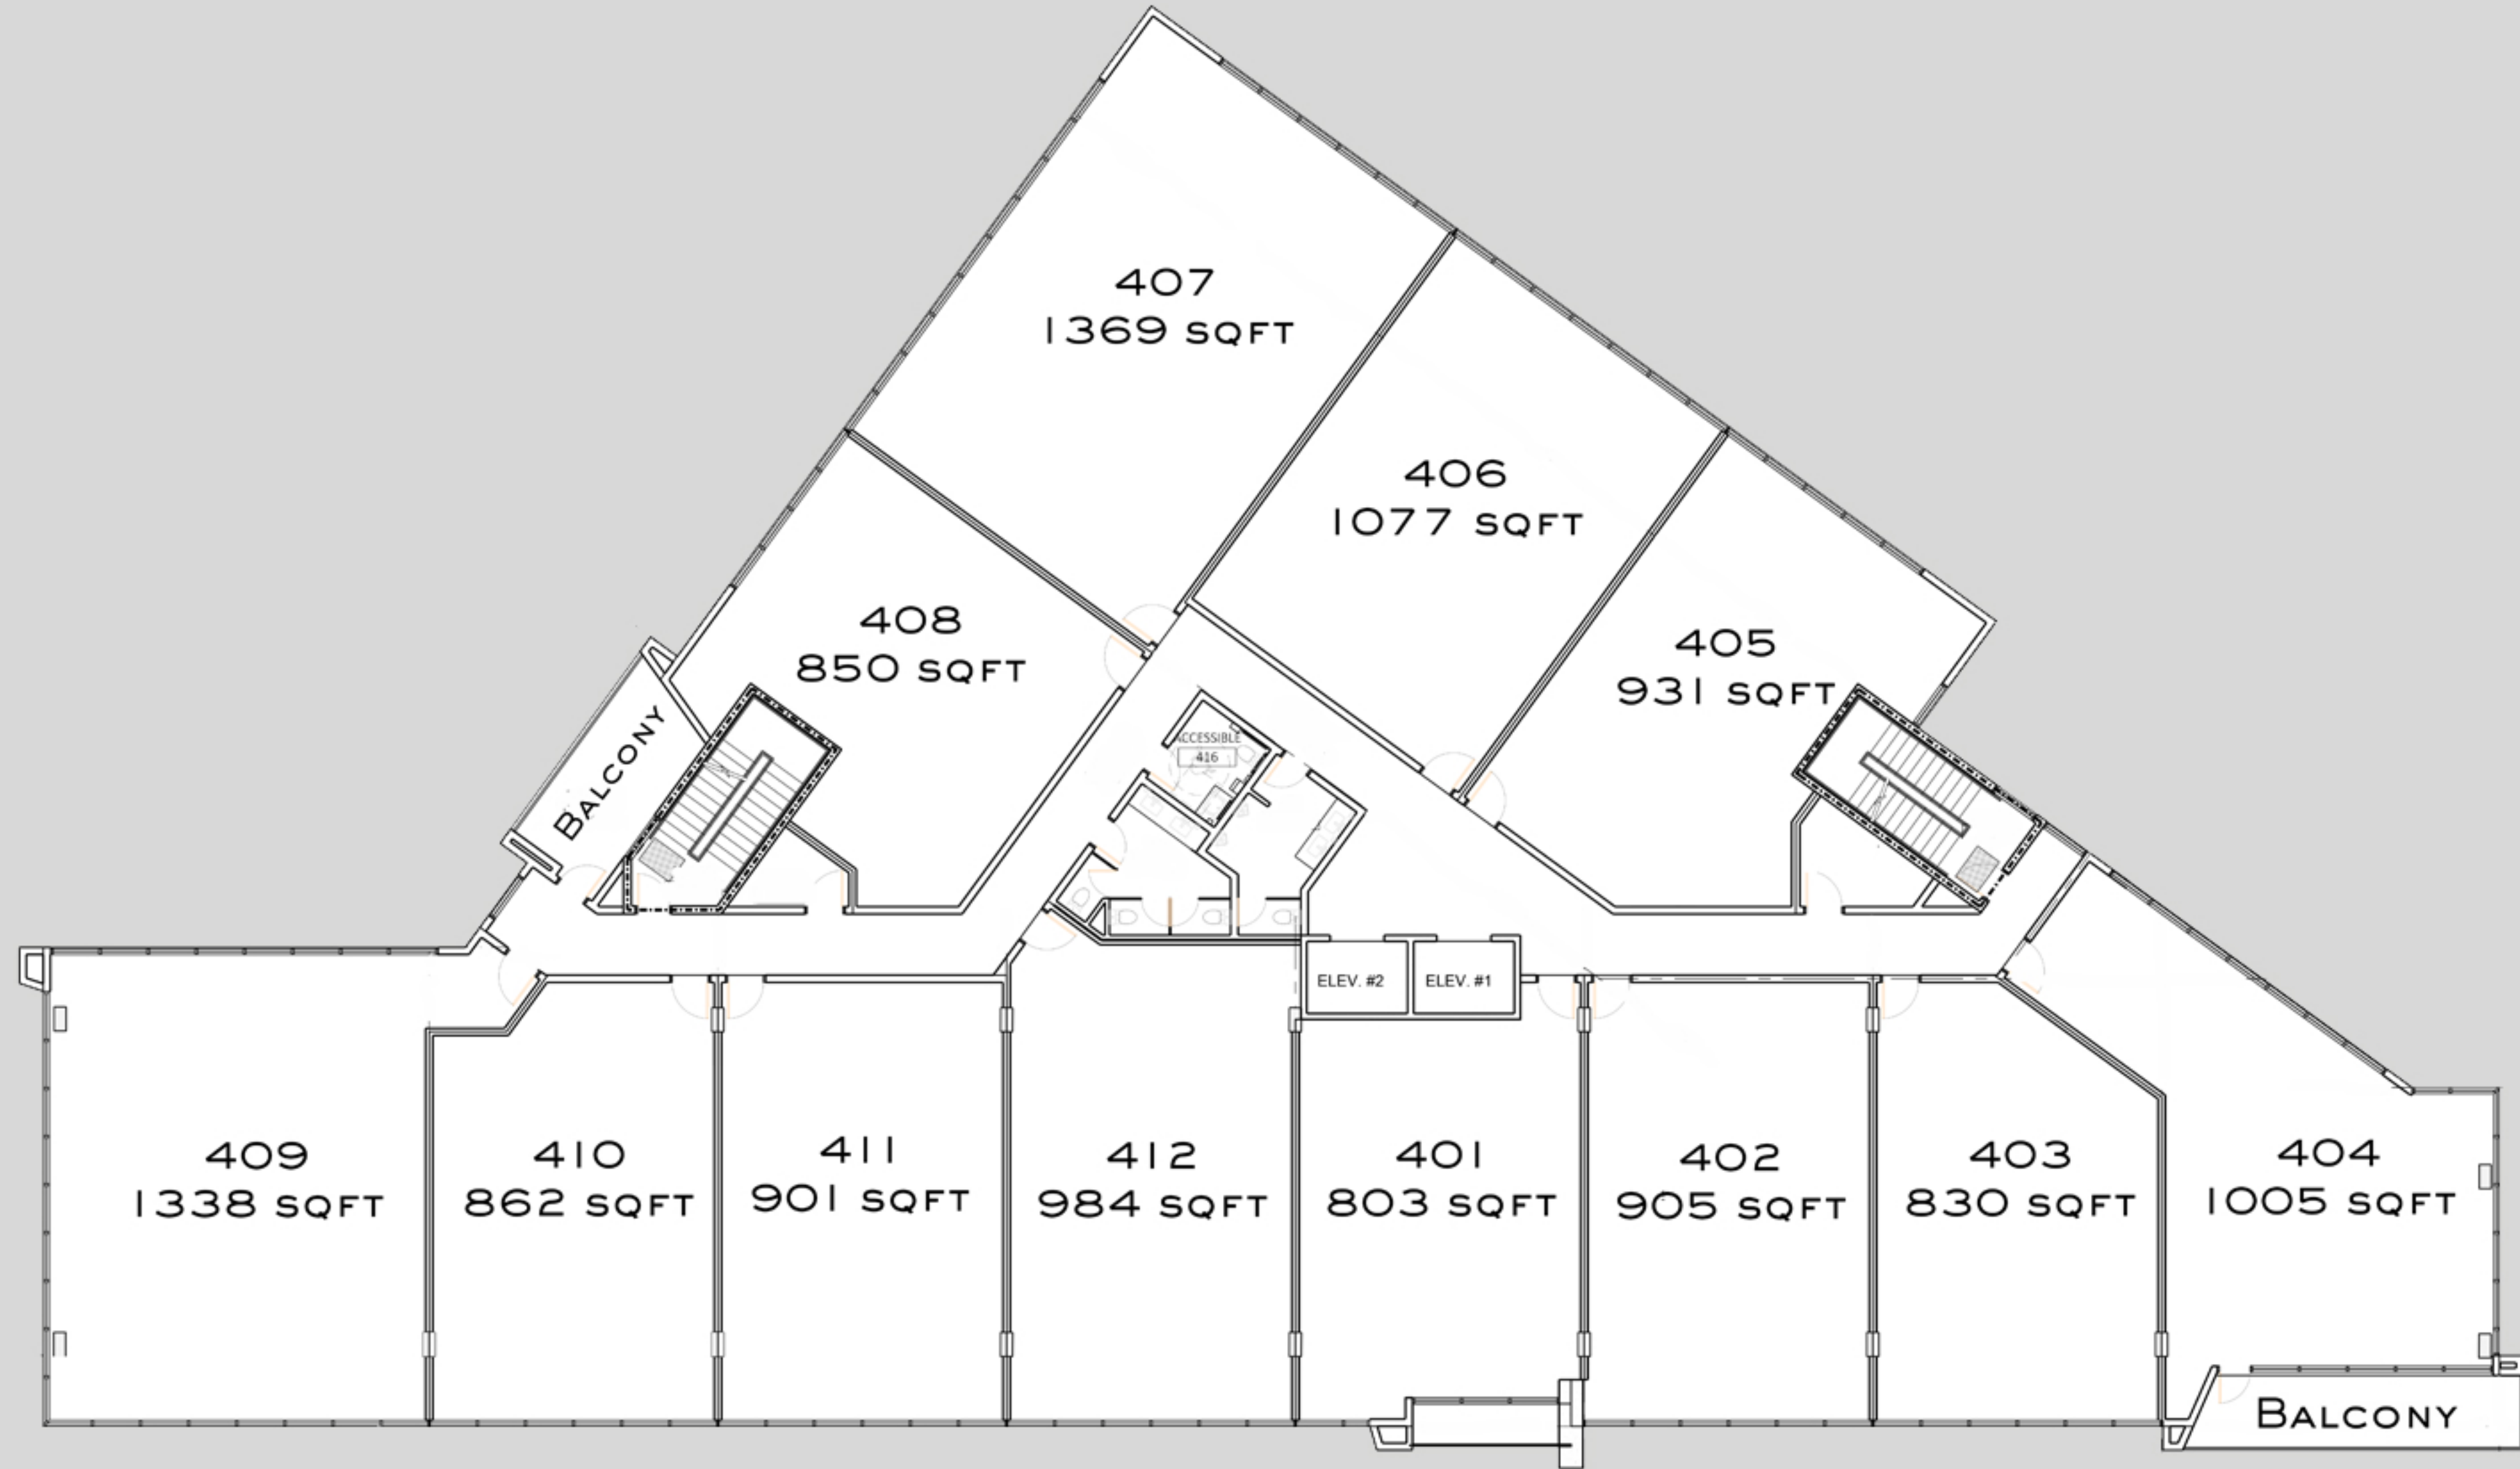 407
1369 SQFT
406
1077 SQFT
408
850 SQFT
405
931 SQFT
BALCONY
ACCESSIBLE
416
ELEV. #2
ELEV. #1
409
1338 SQFT
410
862 SQFT
411
901 SQFT
412
984 SQFT
401
803 SQFT
402
905 SQFT
403
830 SQFT
404
1005 SQFT
BALCONY